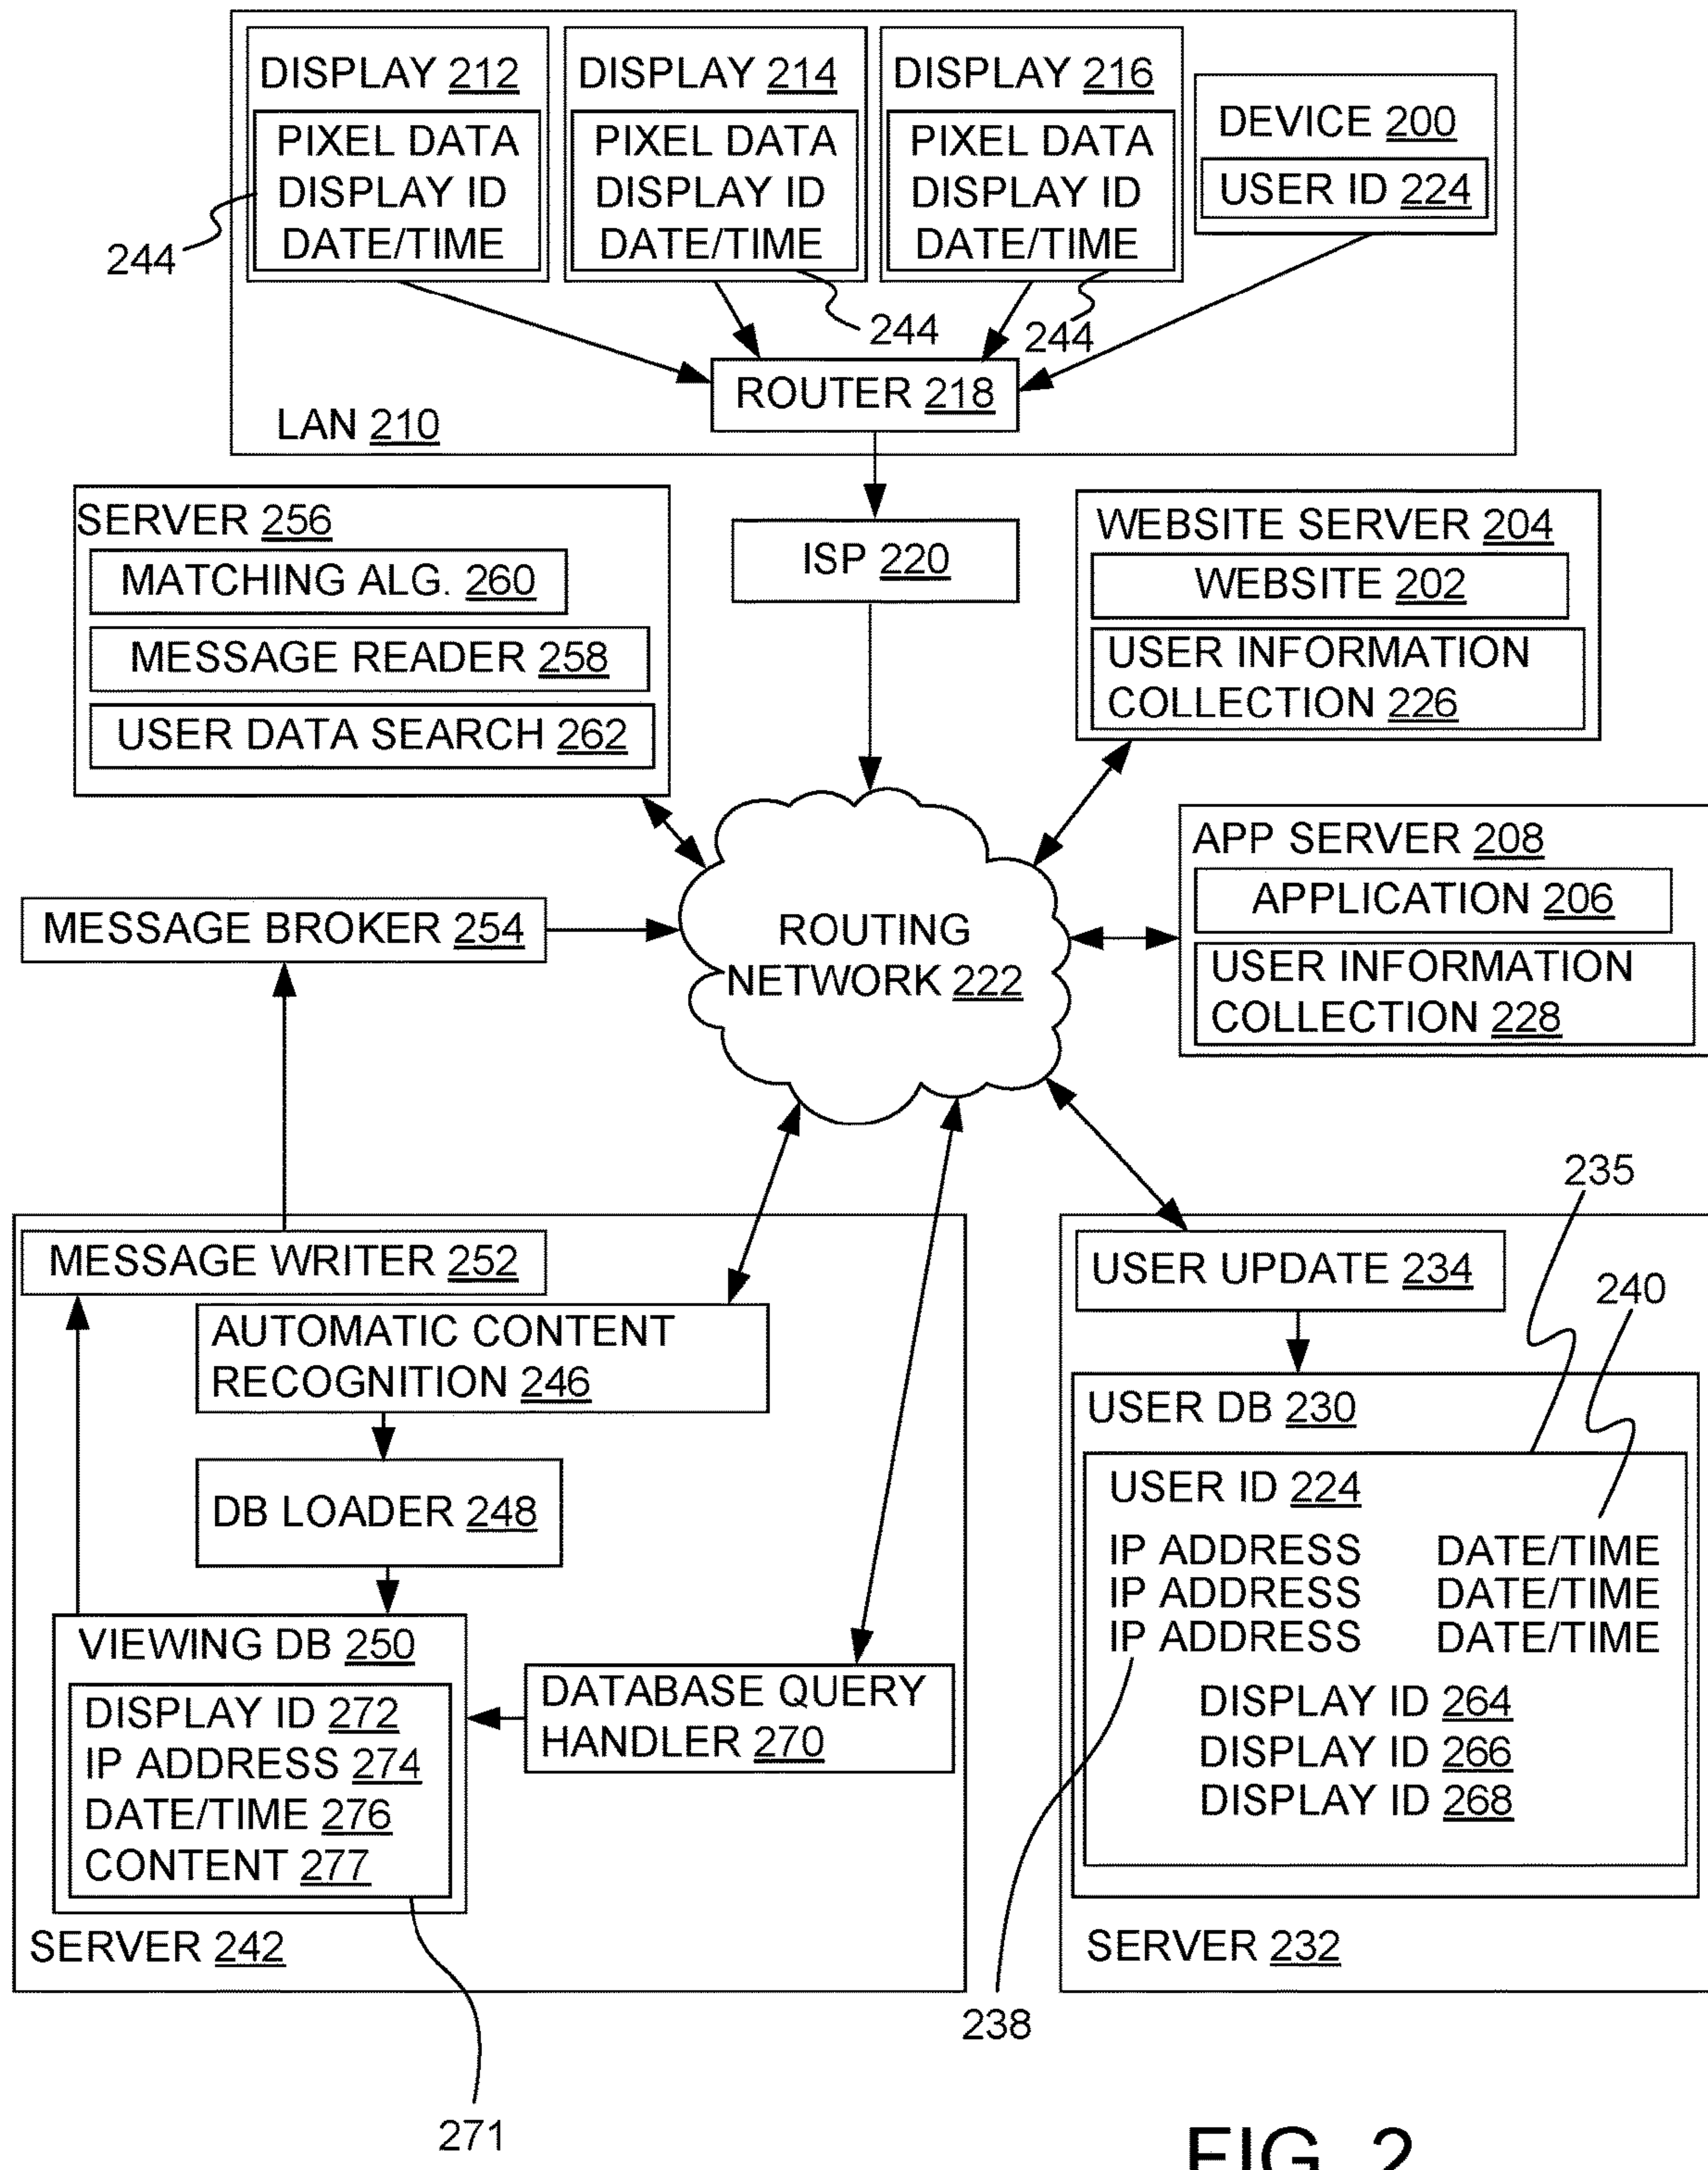 DISPLAY 212
PIXEL DATA
DISPLAY ID
DATE/TIME
244
DISPLAY 214
PIXEL DATA
DISPLAY ID
DATE/TIME
244
DISPLAY 216
PIXEL DATA
DISPLAY ID
DATE/TIME
244
DEVICE 200
USER ID 224
ROUTER 218
LAN 210
SERVER 256
MATCHING ALG. 260
MESSAGE READER 258
USER DATA SEARCH 262
ISP 220
WEBSITE SERVER 204
WEBSITE 202
USER INFORMATION
COLLECTION 226
APP SERVER 208
APPLICATION 206
USER INFORMATION
COLLECTION 228
MESSAGE BROKER 254
ROUTING
NETWORK 222
MESSAGE WRITER 252
AUTOMATIC CONTENT
RECOGNITION 246
DB LOADER 248
VIEWING DB 250
DISPLAY ID 272
IP ADDRESS 274
DATE/TIME 276
CONTENT 277
DATABASE QUERY
HANDLER 270
SERVER 242
271
235
240
USER UPDATE 234
USER DB 230
USER ID 224
IP ADDRESS DATE/TIME
IP ADDRESS DATE/TIME
IP ADDRESS DATE/TIME
DISPLAY ID 264
DISPLAY ID 266
DISPLAY ID 268
SERVER 232
238
FIG. 2